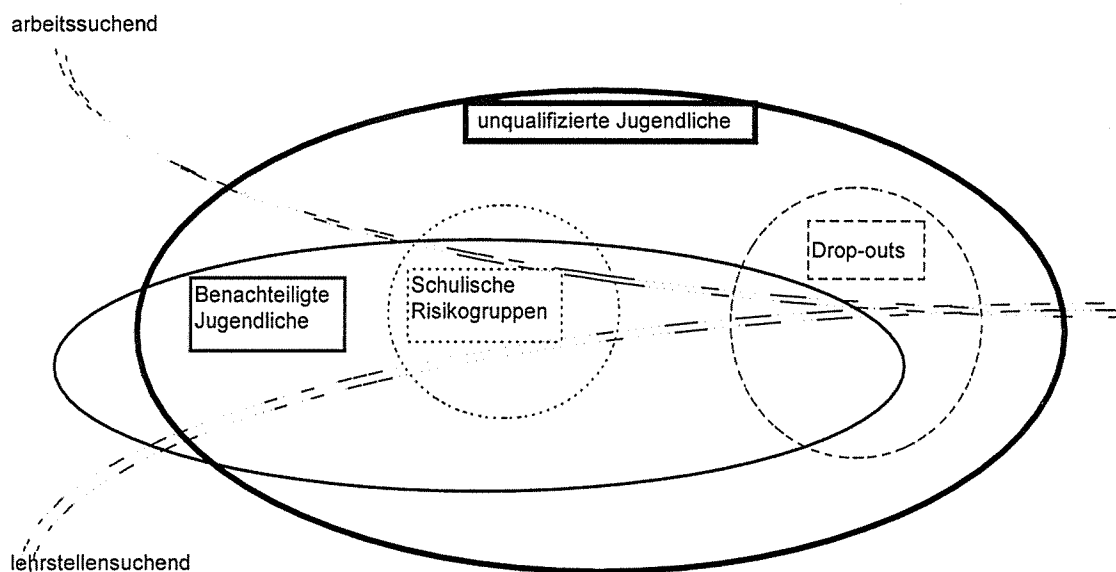 arbeitssuchend
unqualifizierte Jugendliche
Drop-outs
Benachteiligte
Jugendliche
Schulische
Risikogruppen
lehrstellensuchend